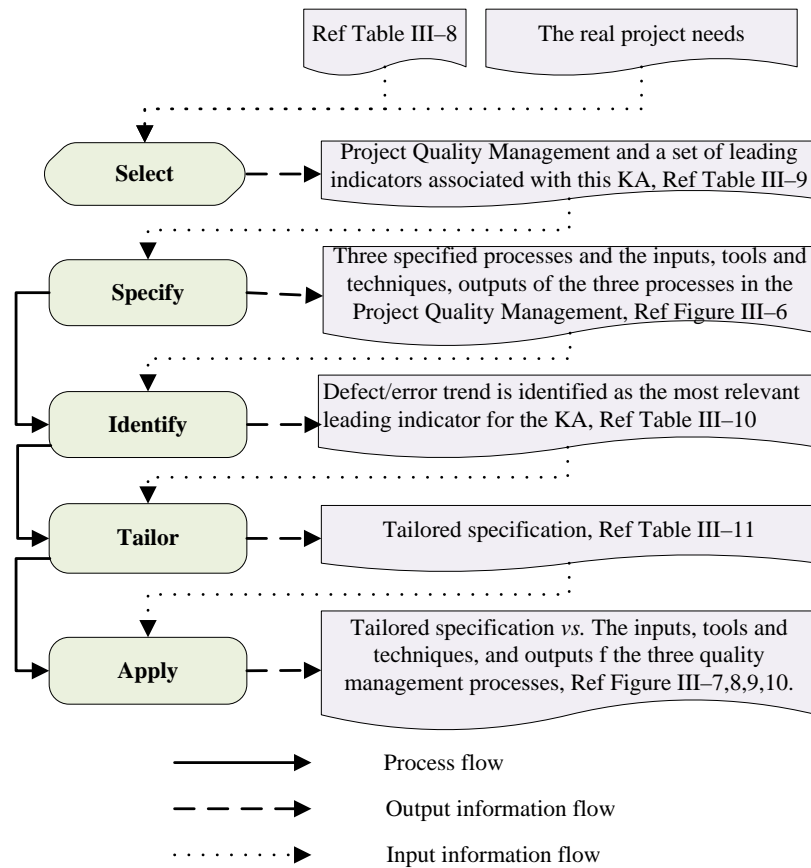 Ref Table III–8
The real project needs
Select
Project Quality Management and a set of leading
indicators associated with this KA, Ref Table III–9
Specify
Three specified processes and the inputs, tools and
techniques, outputs of the three processes in the
Project Quality Management, Ref Figure III–6
Identify
Defect/error trend is identified as the most relevant
leading indicator for the KA, Ref Table III–10
Tailor
Tailored specification, Ref Table III–11
Apply
Tailored specification vs. The inputs, tools and
techniques, and outputs f the three quality
management processes, Ref Figure III–7,8,9,10.
Process flow
Output information flow
Input information flow